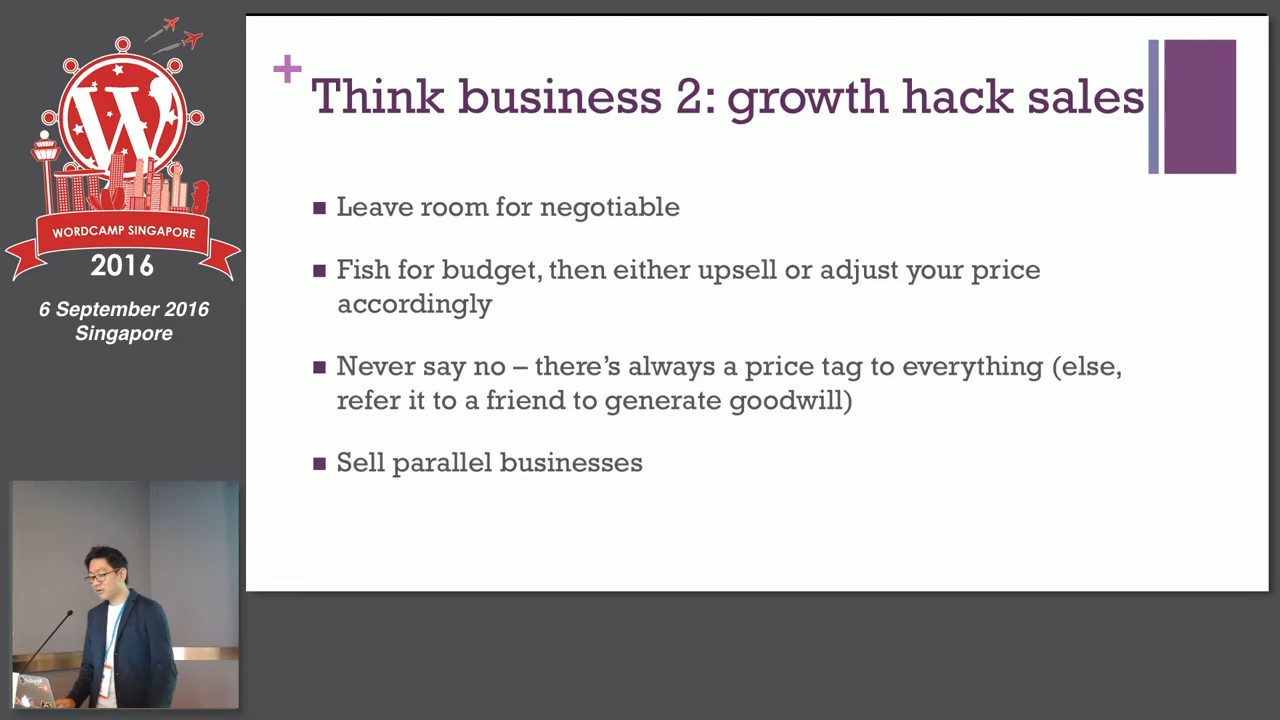 WORDCAMP SINGAPORE
2016
6 September 2016
Singapore
+ Think business 2: growth hack sales
■ Leave room for negotiable
■ Fish for budget, then either upsell or adjust your price
accordingly
■ Never say no – there's always a price tag to everything (else,
refer it to a friend to generate goodwill)
■ Sell parallel businesses